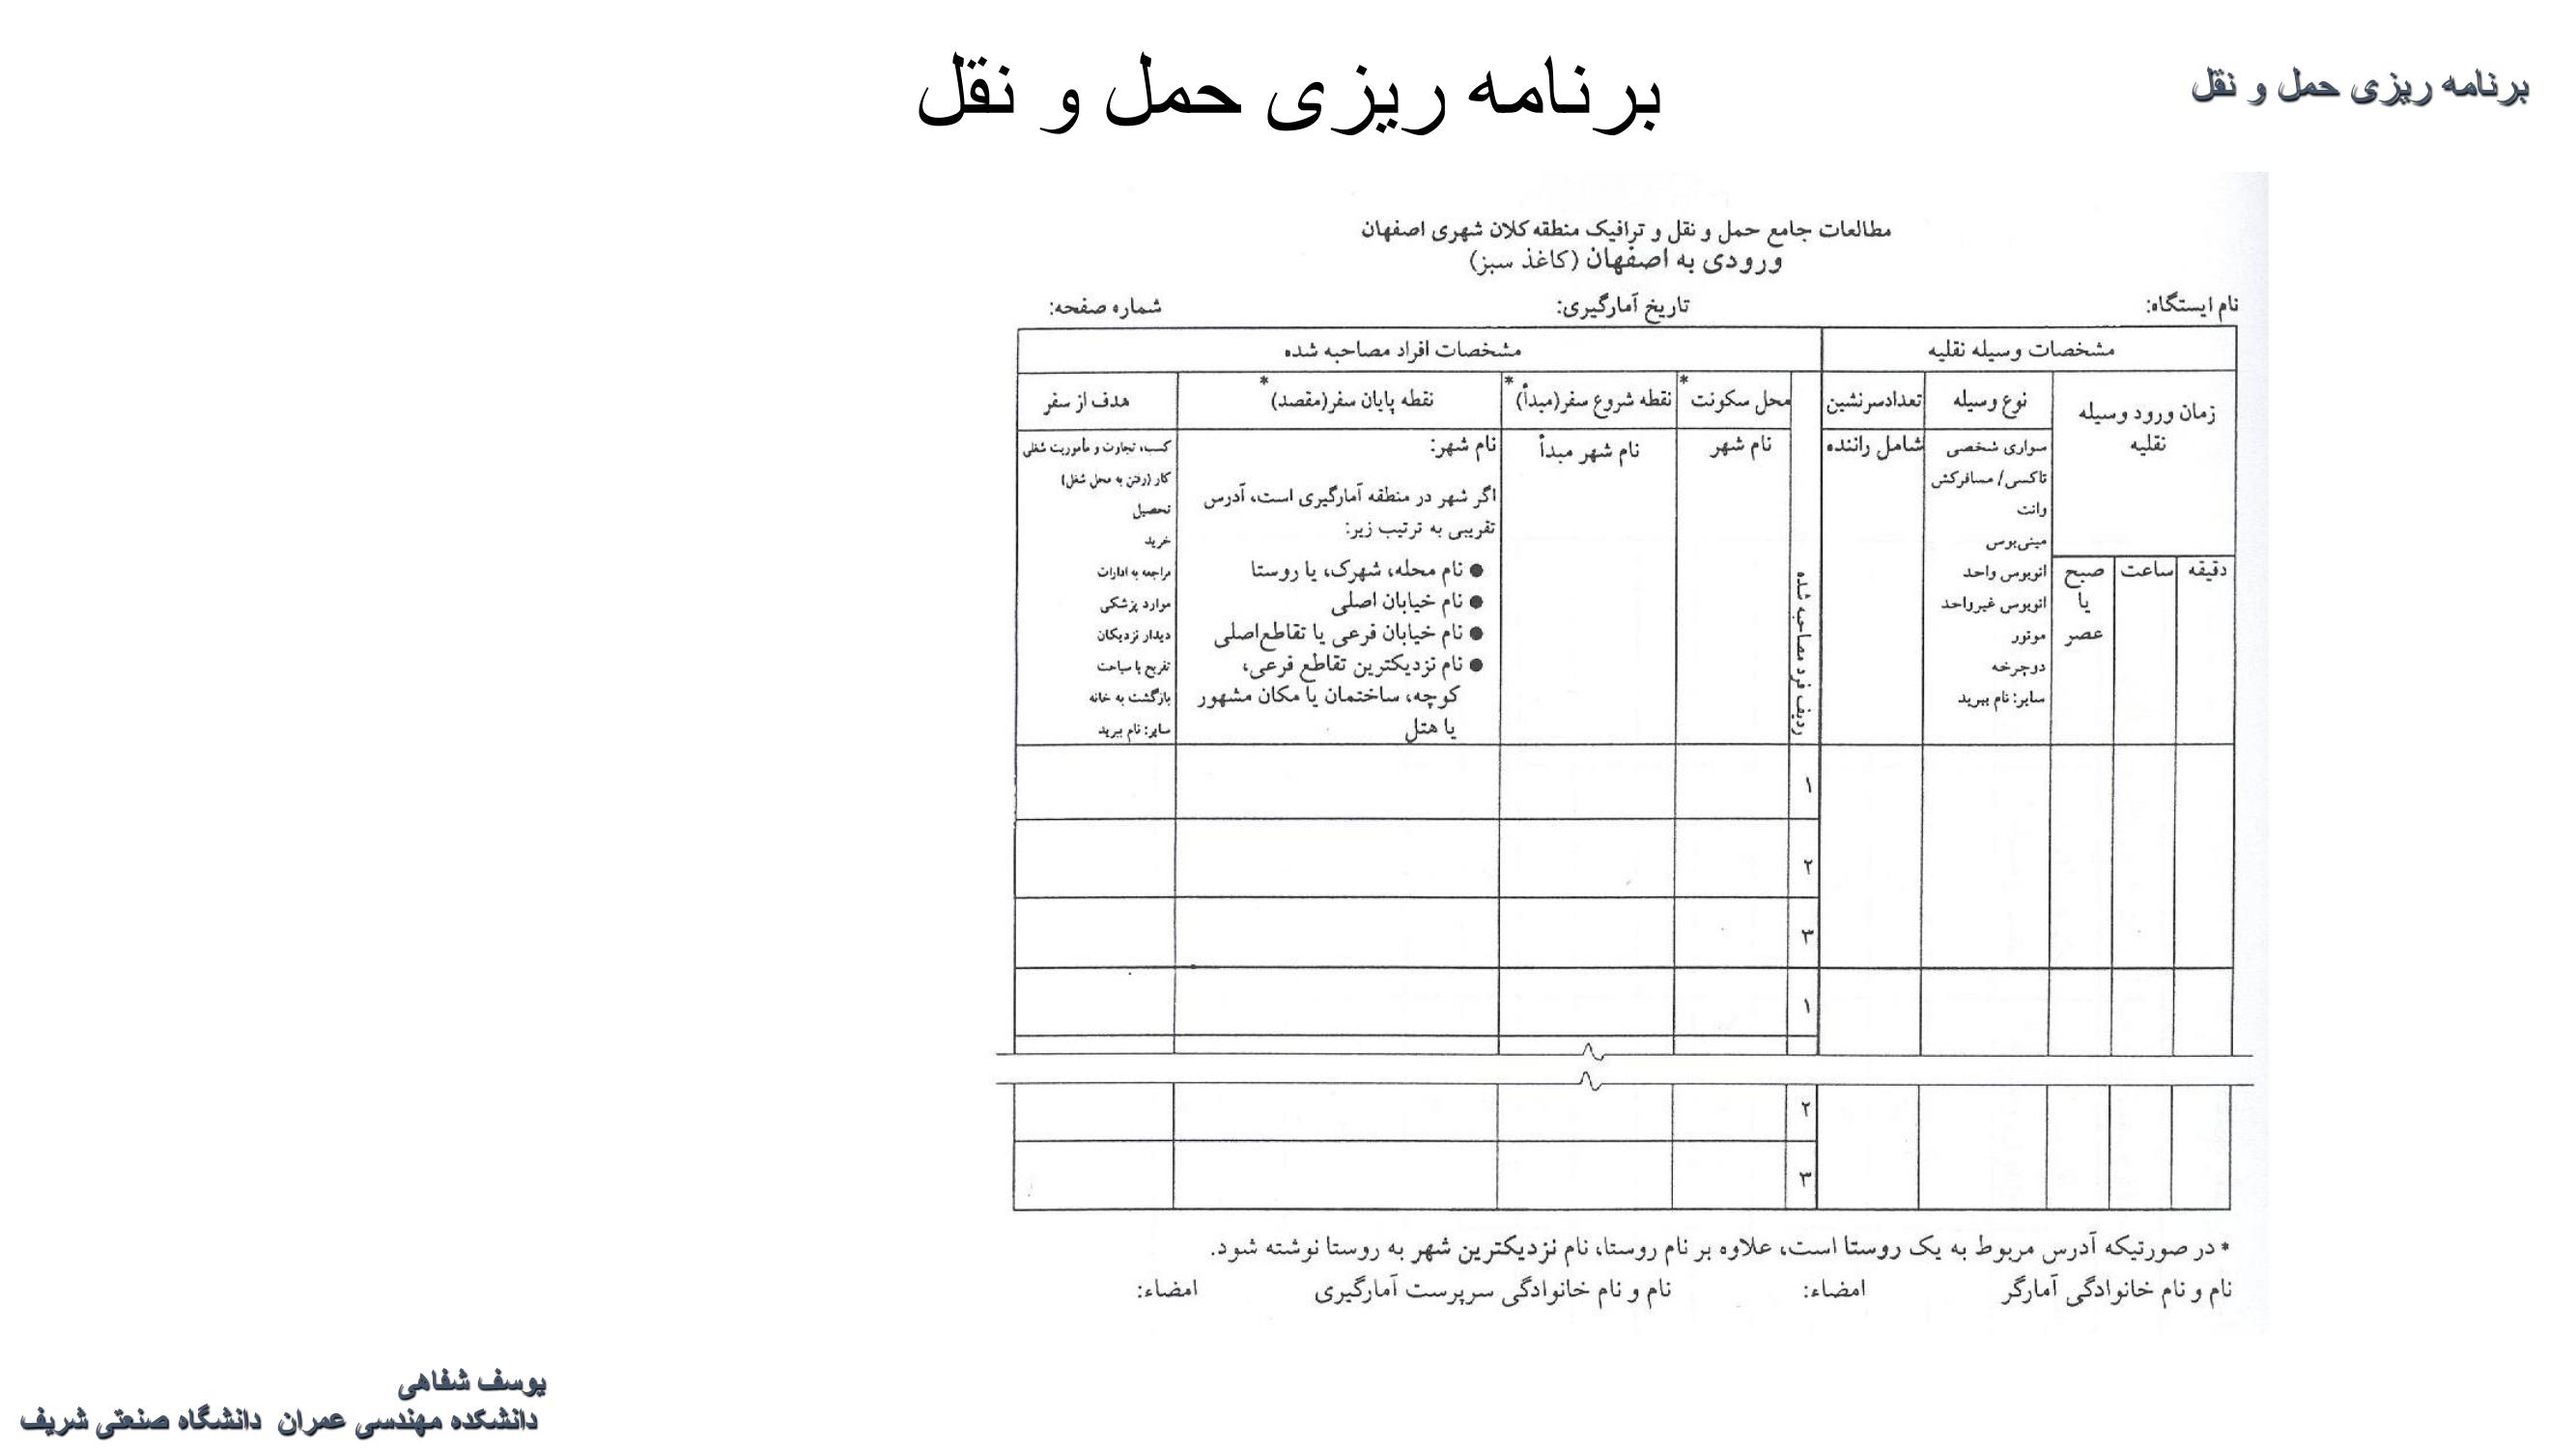 برنامه ریزی حمل و نقل
برنامه ریزی حمل و نقل
مطالعات جامع حمل و نقل و ترافیک منطقه کلان شهری اصفهان
ورودی به اصفهان (کاغذ سبز)
نام ایستگاه: تاریخ آمارگیری: شماره صفحه:
مشخصات وسیله نقلیه مشخصات افراد مصاحبه شده
زمان ورود وسیله
نقلیه
دقیقه ساعت صبح
یا
عصر
نوع وسیله
سواری شخصی
تاکسی/ مسافرکش
وانت
مینی‌بوس
اتوبوس واحد
اتوبوس غیرواحد
موتور
دوچرخه
سایر: نام ببرید
تعدادسرنشین
شامل راننده
ردیف فرد مصاحبه شده
محل سکونت*
نام شهر
نقطه شروع سفر(مبدأ)*
نام شهر مبدأ
نقطه پایان سفر(مقصد)*
نام شهر:
اگر شهر در منطقه آمارگیری است، آدرس
تقریبی به ترتیب زیر:
● نام محله، شهرک، یا روستا
● نام خیابان اصلی
● نام خیابان فرعی یا تقاطع اصلی
● نام نزدیکترین تقاطع فرعی،
کوچه، ساختمان یا مکان مشهور
یا هتل
هدف از سفر
کسب، تجارت و مأموریت شغلی
کار (رفتن به محل شغل)
تحصیل
خرید
مراجعه به ادارات
موارد پزشکی
دیدار نزدیکان
تفریح یا سیاحت
بازگشت به خانه
سایر: نام ببرید
۱
۲
۳
۱
۲
۳
* در صورتیکه آدرس مربوط به یک روستا است، علاوه بر نام روستا، نام نزدیکترین شهر به روستا نوشته شود.
نام و نام خانوادگی آمارگر امضاء: نام و نام خانوادگی سرپرست آمارگیری امضاء:
یوسف شفاهی
دانشکده مهندسی عمران دانشگاه صنعتی شریف